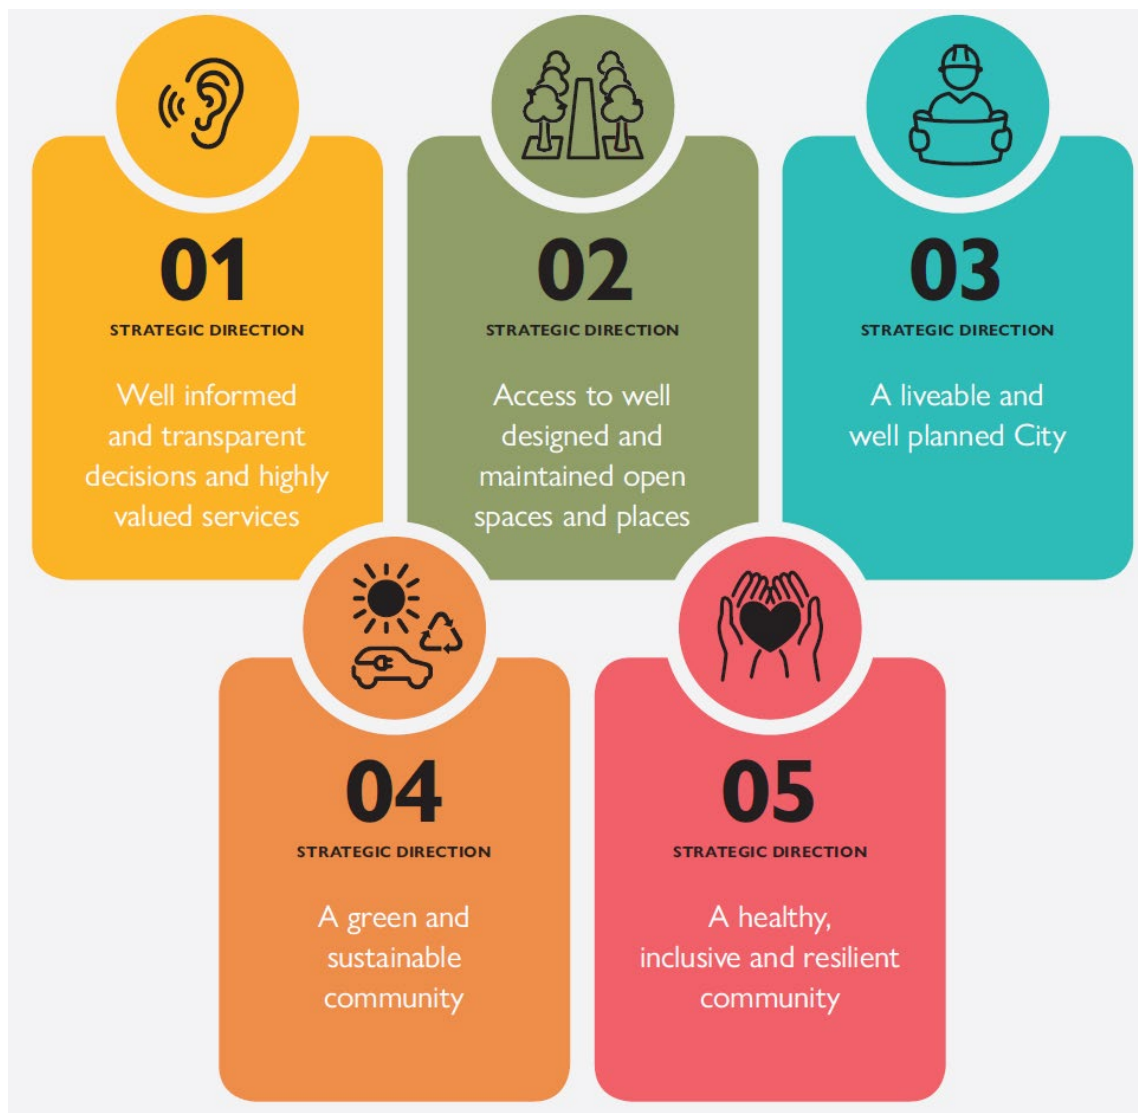 01
STRATEGIC DIRECTION
Well informed
and transparent
decisions and highly
valued services
02
STRATEGIC DIRECTION
Access to well
designed and
maintained open
spaces and places
03
STRATEGIC DIRECTION
A liveable and
well planned City
04
STRATEGIC DIRECTION
A green and
sustainable
community
05
STRATEGIC DIRECTION
A healthy,
inclusive and resilient
community